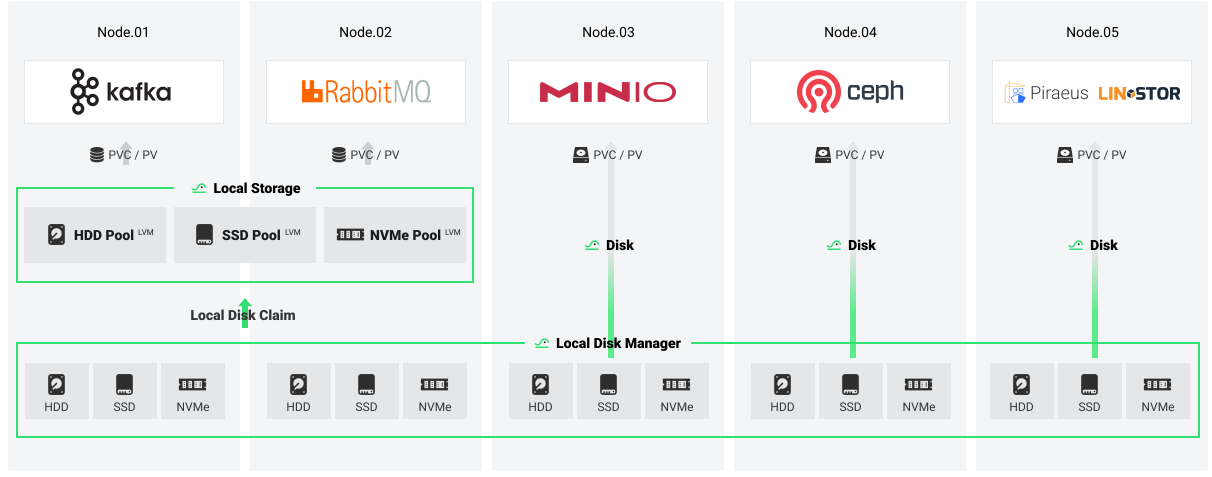 Node.01
Node.02
Node.03
Node.04
Node.05
kafka
RabbitMQ
MINIO
ceph
Piraeus
LINSTOR
PVC / PV
PVC / PV
PVC / PV
PVC / PV
PVC / PV
Local Storage
HDD Pool LVM
SSD Pool LVM
NVMe Pool LVM
Disk
Disk
Disk
Local Disk Claim
Local Disk Manager
HDD
SSD
NVMe
HDD
SSD
NVMe
HDD
SSD
NVMe
HDD
SSD
NVMe
HDD
SSD
NVMe